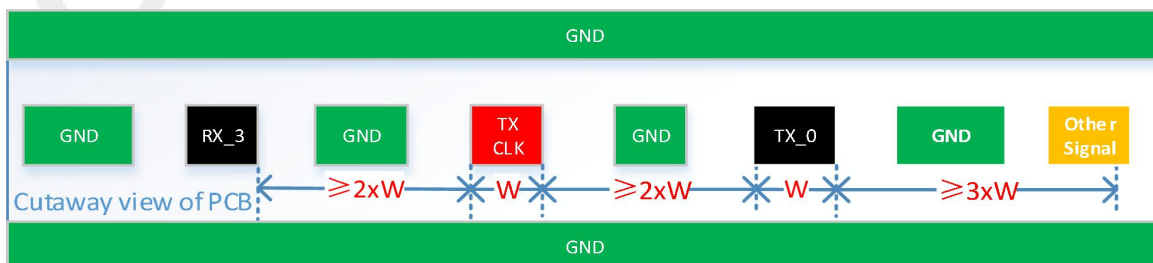 GND
GND
RX_3
GND
TX
CLK
GND
TX_0
GND
Other
Signal
≥2xW
W
≥2xW
W
≥3xW
Cutaway view of PCB
GND